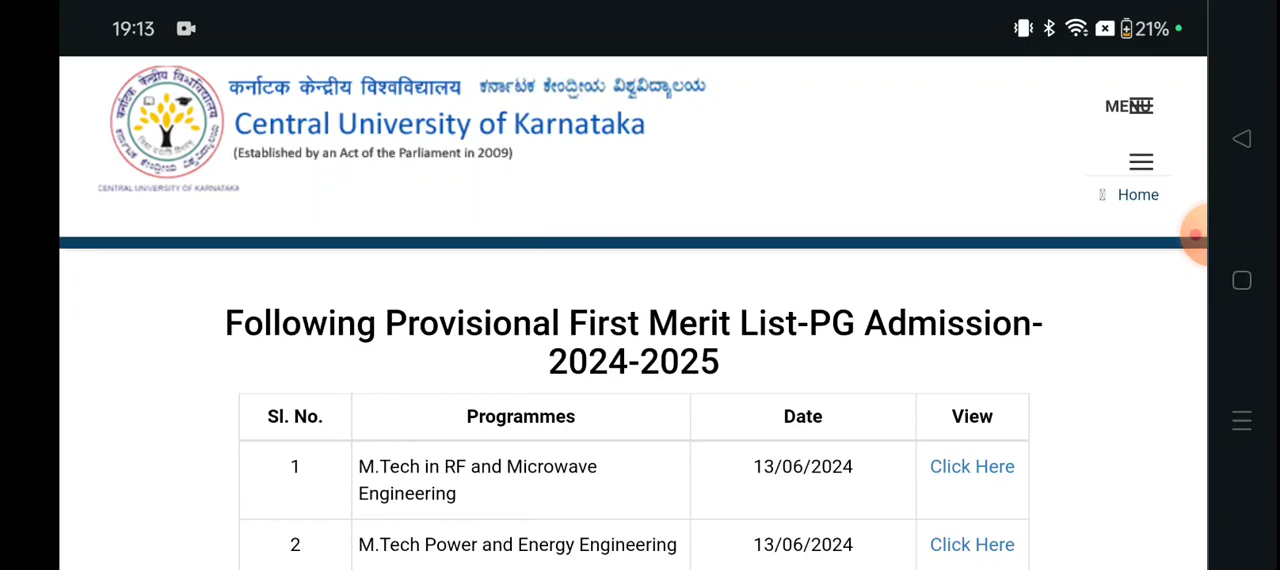 19:13
21%
कर्नाटक केन्द्रीय विश्वविद्यालय ಕರ್ನಾಟಕ ಕೇಂದ್ರೀಯ ವಿಶ್ವವಿದ್ಯಾಲಯ
Central University of Karnataka
(Established by an Act of the Parliament in 2009)
CENTRAL UNIVERSITY OF KARNATAKA
MENU
Home
Following Provisional First Merit List-PG Admission-
2024-2025
Sl. No. Programmes Date View
1 M.Tech in RF and Microwave 13/06/2024 Click Here
Engineering
2 M.Tech Power and Energy Engineering 13/06/2024 Click Here